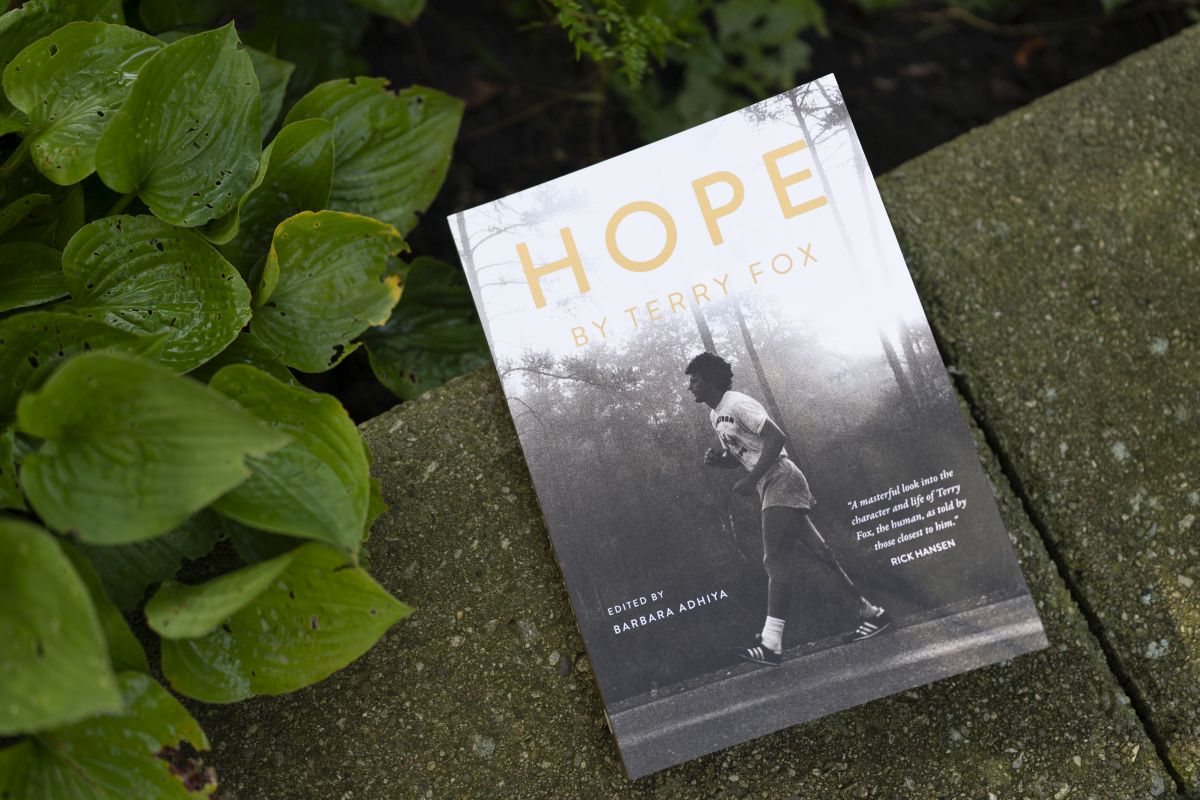 HOPE
BY TERRY FOX
"A masterful look into the
character and life of Terry
Fox, the human, as told by
those closest to him."
RICK HANSEN
EDITED BY
BARBARA ADHIYA